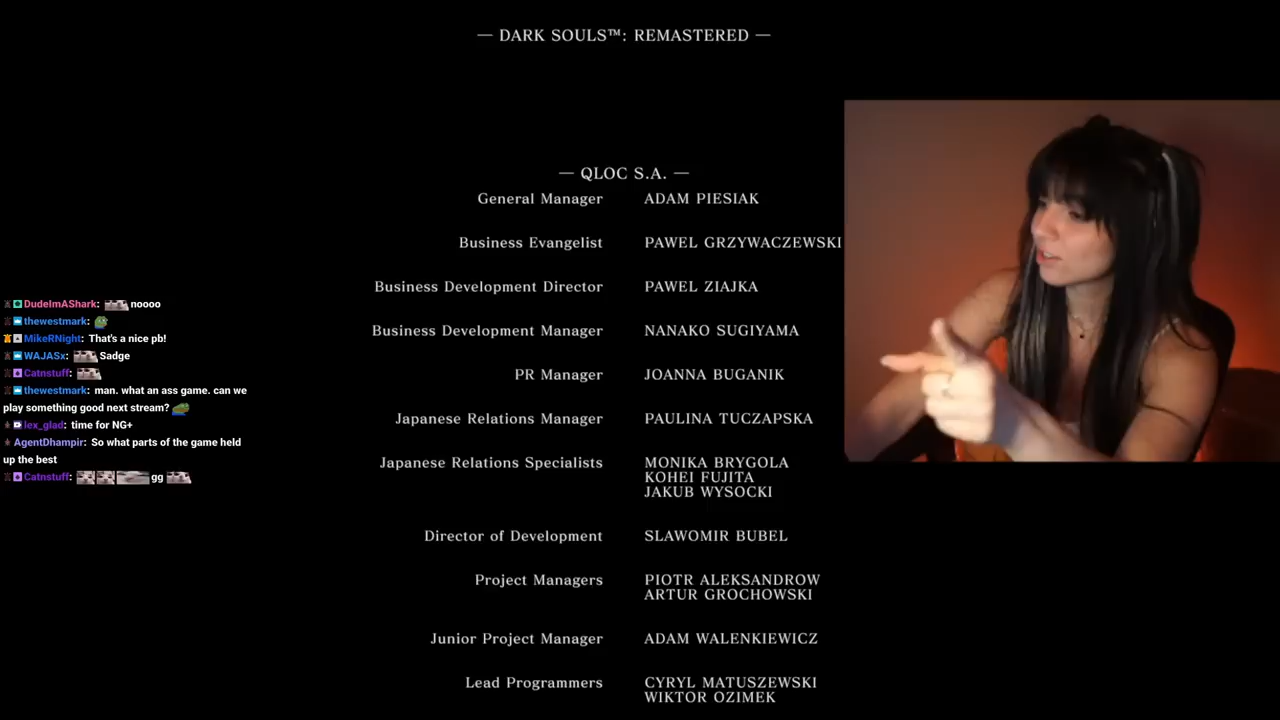 — DARK SOULS™: REMASTERED —
— QLOC S.A. —
General Manager ADAM PIESIAK
Business Evangelist PAWEL GRZYWACZEWSKI
Business Development Director PAWEL ZIAJKA
Business Development Manager NANAKO SUGIYAMA
PR Manager JOANNA BUGANIK
Japanese Relations Manager PAULINA TUCZAPSKA
Japanese Relations Specialists MONIKA BRYGOLA
KOHEI FUJITA
JAKUB WYSOCKI
Director of Development SLAWOMIR BUBEL
Project Managers PIOTR ALEKSANDROW
ARTUR GROCHOWSKI
Junior Project Manager ADAM WALENKIEWICZ
Lead Programmers CYRYL MATUSZEWSKI
WIKTOR OZIMEK
DudeImAShark: noooo
thewestmark:
MikeRNight: That's a nice pb!
WAJASx: Sadge
Catnstuff:
thewestmark: man. what an ass game. can we
play something good next stream?
lex_glad: time for NG+
AgentDhampir: So what parts of the game held
up the best
Catnstuff: gg